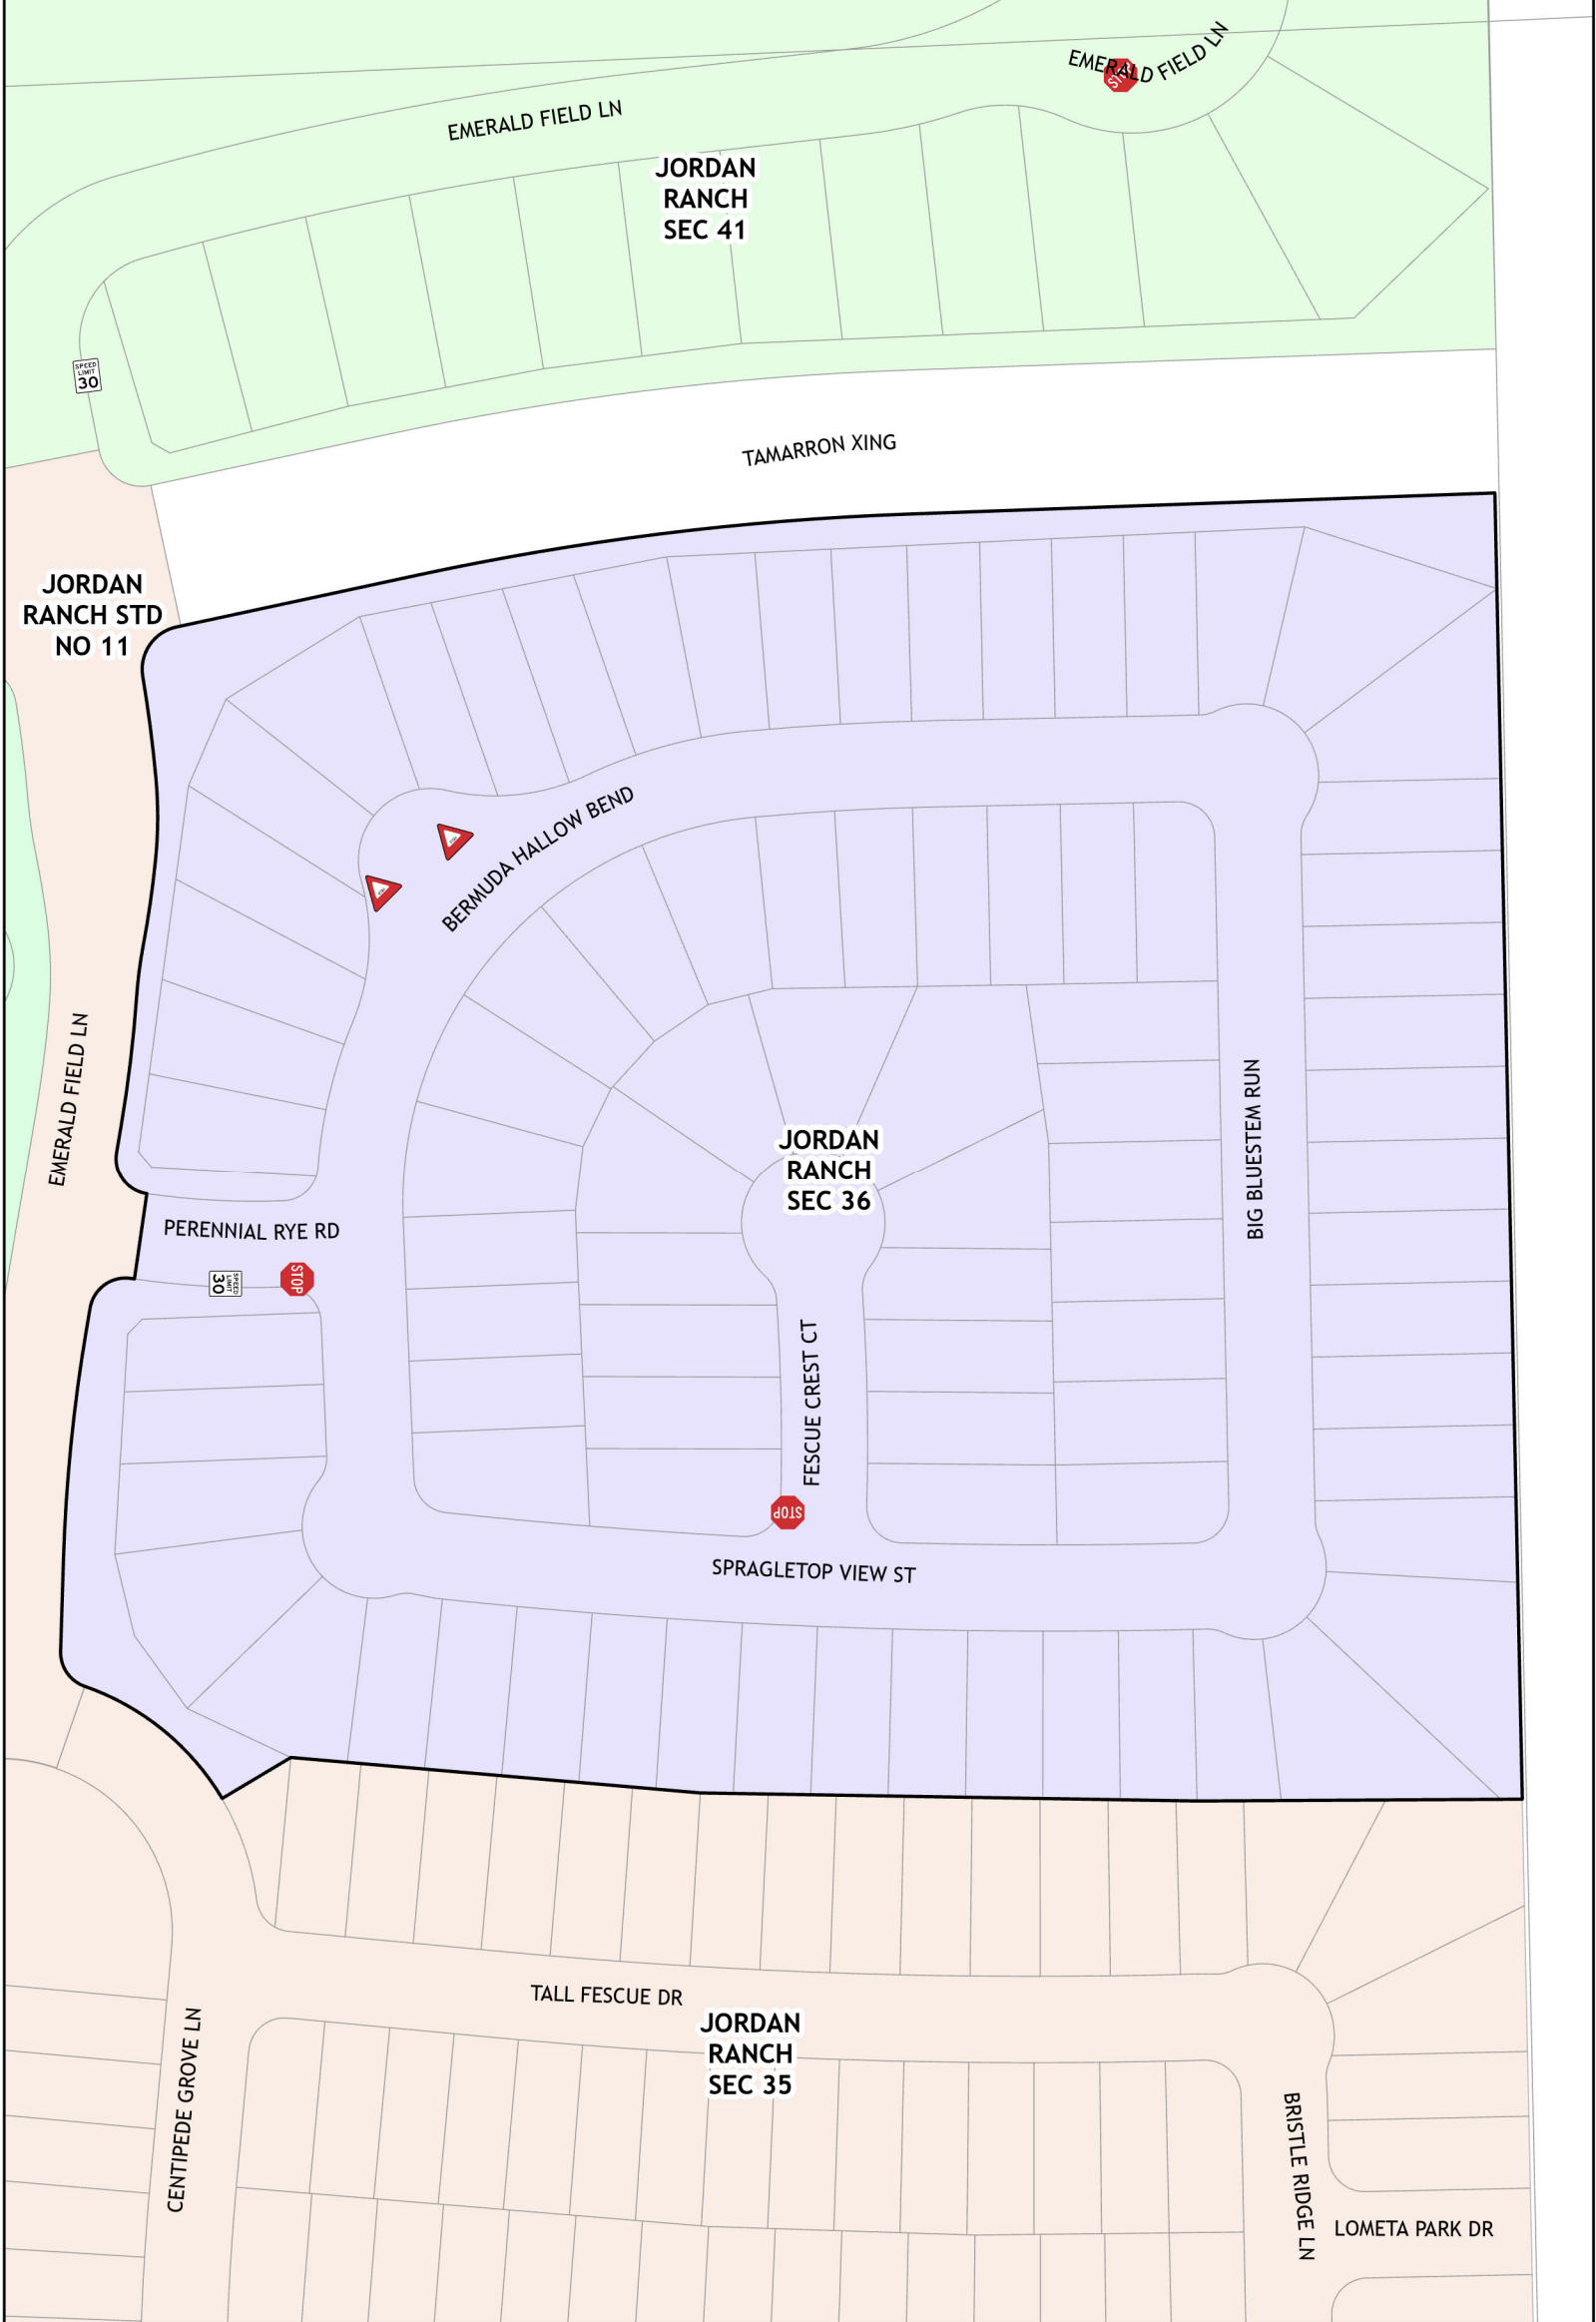 EMERALD FIELD LN
STOP
EMERALD FIELD LN
JORDAN
RANCH
SEC 41
SPEED
LIMIT
30
TAMARRON XING
JORDAN
RANCH STD
NO 11
BERMUDA HALLOW BEND
EMERALD FIELD LN
JORDAN
RANCH
SEC 36
BIG BLUESTEM RUN
PERENNIAL RYE RD
SPEED
LIMIT
30
STOP
FESCUE CREST CT
STOP
SPRAGLETOP VIEW ST
TALL FESCUE DR
JORDAN
RANCH
SEC 35
CENTIPEDE GROVE LN
BRISTLE RIDGE LN
LOMETA PARK DR